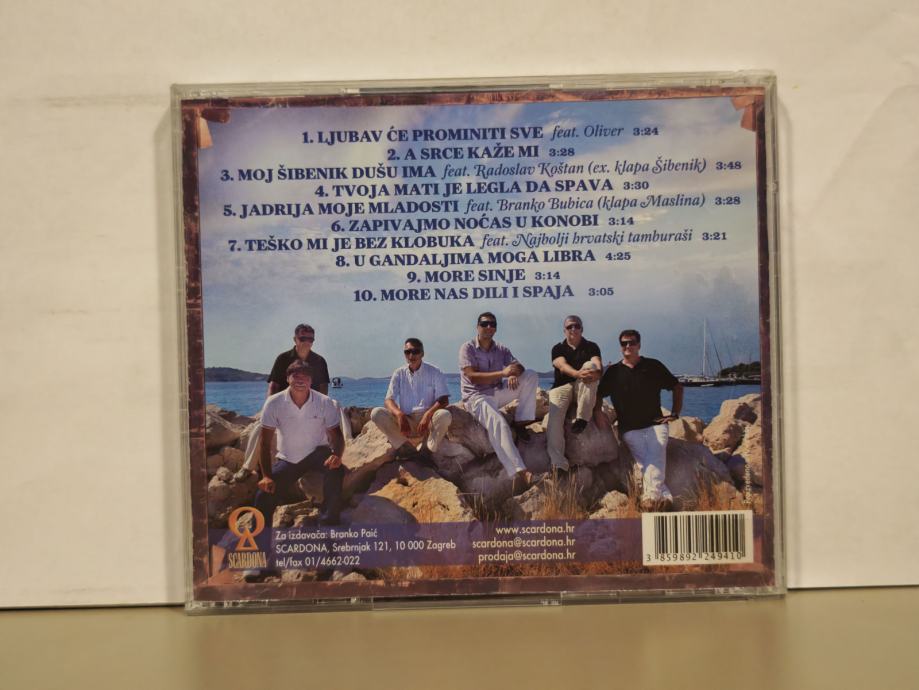 1. LJUBAV ĆE PROMINITI SVE feat. Oliver 3:24
2. A SRCE KAŽE MI 3:28
3. MOJ ŠIBENIK DUŠU IMA feat. Radoslav Koštan (ex. klapa Šibenik) 3:48
4. TVOJA MATI JE LEGLA DA SPAVA 3:30
5. JADRIJA MOJE MLADOSTI feat. Branko Bubica (klapa Maslina) 3:28
6. ZAPIVAJMO NOĆAS U KONOBI 3:14
7. TEŠKO MI JE BEZ KLOBUKA feat. Najbolji hrvatski tamburaši 3:21
8. U GANDALJIMA MOGA LIBRA 4:25
9. MORE SINJE 3:14
10. MORE NAS DILI I SPAJA 3:05
SCARDONA
Za izdavača: Branko Paić
SCARDONA, Srebrnjak 121, 10 000 Zagreb
tel/fax 01/4662-022
www.scardona.hr
scardona@scardona.hr
prodaja@scardona.hr
3 859892 249410